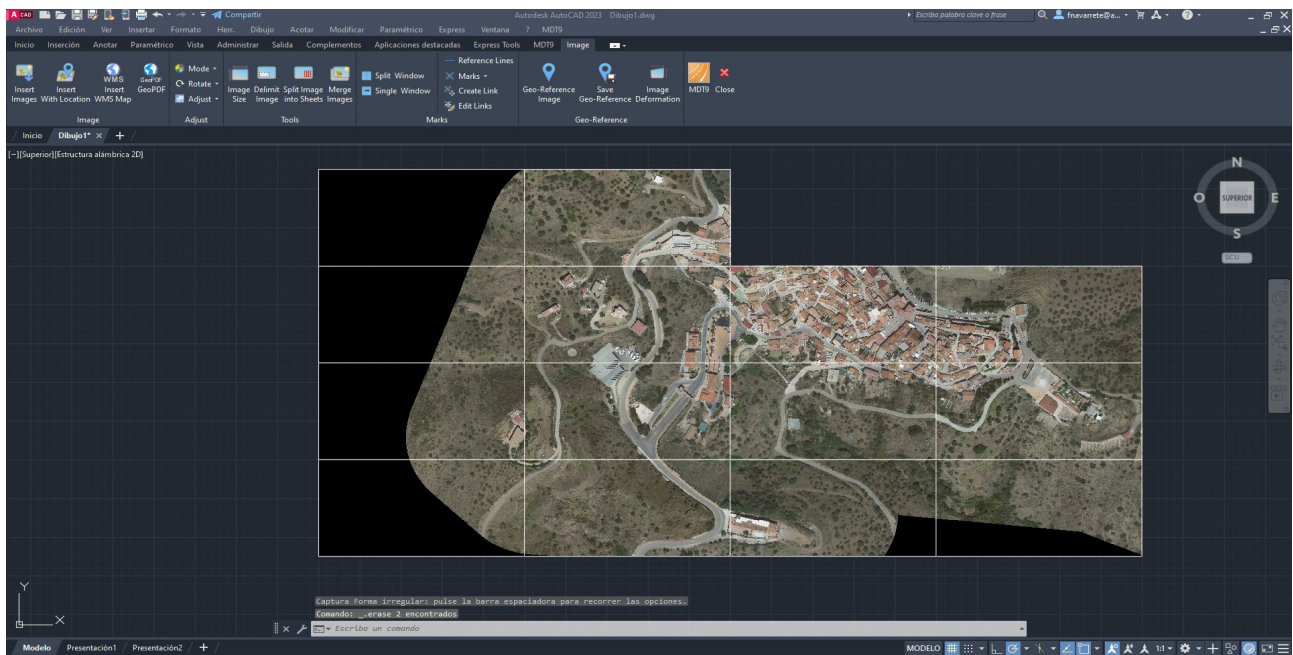 CAD Compartir Autodesk AutoCAD 2023 Dibujo1.dwg Escriba palabra clave o frase fnavarrete@a...
Archivo Edición Ver Insertar Formato Herr. Dibujo Acotar Modificar Paramétrico Express Ventana ? MDT9
Inicio Inserción Anotar Paramétrico Vista Administrar Salida Complementos Aplicaciones destacadas Express Tools MDT9 Image
Insert Images
Insert With Location
WMS Insert WMS Map
GeoPDF GeoPDF
Mode
Rotate
Adjust
Image Size
Delimit Image
Split Image into Sheets
Merge Images
Split Window
Single Window
Reference Lines
Marks
Create Link
Edit Links
Geo-Reference Image
Save Geo-Reference
Image Deformation
MDT9
Close
Image Adjust Tools Marks Geo-Reference
Inicio Dibujo1* +
[−][Superior][Estructura alámbrica 2D]
N
O SUPERIOR E
S
SCU
Y
X
Captura Forma irregular: pulse la barra espaciadora para recorrer las opciones.
Comando: _.erase 2 encontrados
Escriba un comando
Modelo Presentación1 Presentación2 + MODELO 1:1